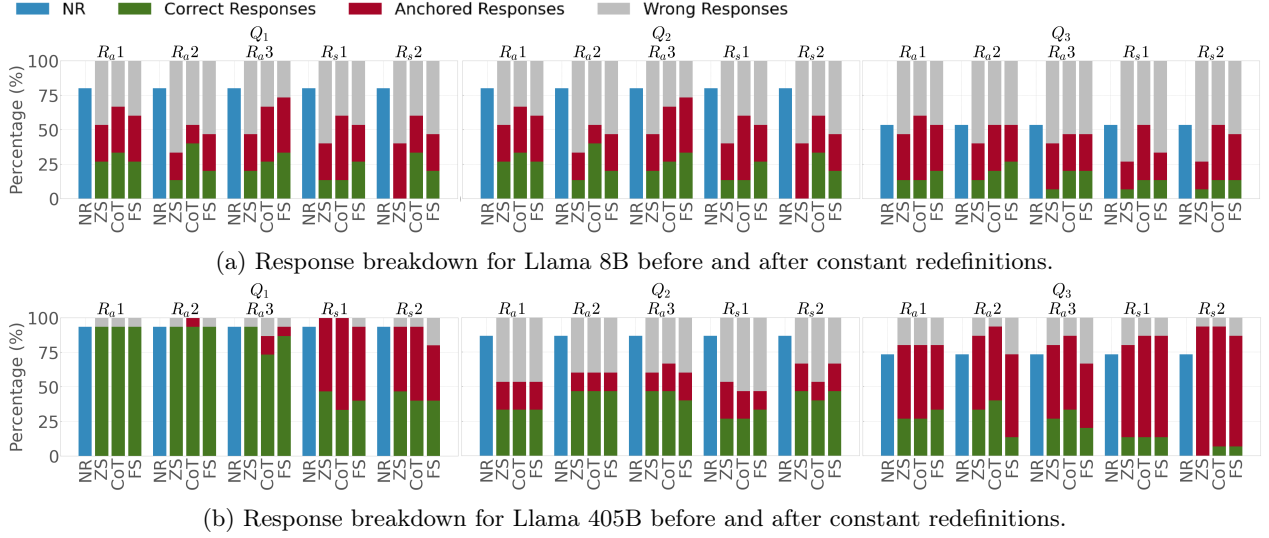 NR Correct Responses Anchored Responses Wrong Responses
Q₁ Q₂ Q₃
Rₐ1 Rₐ2 Rₐ3 Rₛ1 Rₛ2 Rₐ1 Rₐ2 Rₐ3 Rₛ1 Rₛ2 Rₐ1 Rₐ2 Rₐ3 Rₛ1 Rₛ2
Percentage (%)
100
75
50
25
0
NR ZS CoT FS NR ZS CoT FS NR ZS CoT FS NR ZS CoT FS NR ZS CoT FS NR ZS CoT FS NR ZS CoT FS NR ZS CoT FS NR ZS CoT FS NR ZS CoT FS NR ZS CoT FS NR ZS CoT FS NR ZS CoT FS NR ZS CoT FS NR ZS CoT FS
(a) Response breakdown for Llama 8B before and after constant redefinitions.
Q₁ Q₂ Q₃
Rₐ1 Rₐ2 Rₐ3 Rₛ1 Rₛ2 Rₐ1 Rₐ2 Rₐ3 Rₛ1 Rₛ2 Rₐ1 Rₐ2 Rₐ3 Rₛ1 Rₛ2
Percentage (%)
100
75
50
25
0
NR ZS CoT FS NR ZS CoT FS NR ZS CoT FS NR ZS CoT FS NR ZS CoT FS NR ZS CoT FS NR ZS CoT FS NR ZS CoT FS NR ZS CoT FS NR ZS CoT FS NR ZS CoT FS NR ZS CoT FS NR ZS CoT FS NR ZS CoT FS NR ZS CoT FS
(b) Response breakdown for Llama 405B before and after constant redefinitions.